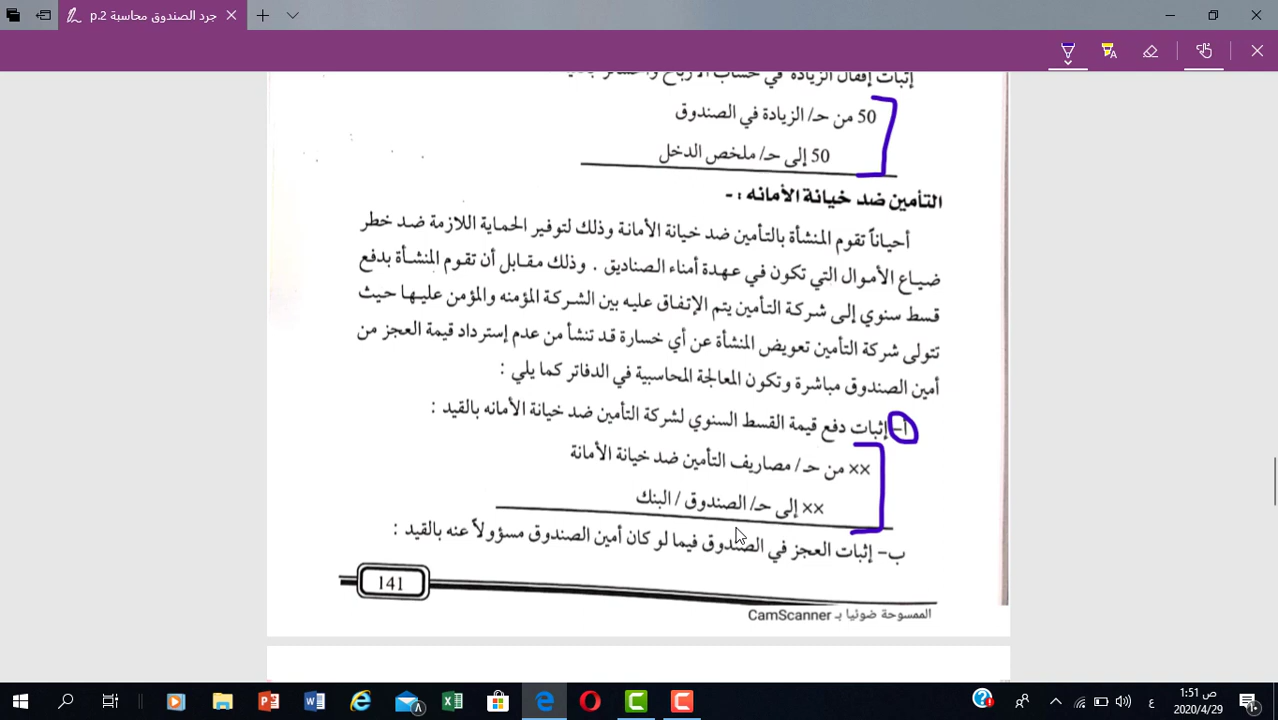 جرد الصندوق محاسبة p.2
إثبات إقفال الزيادة في حساب الأرباح
50 من حـ/ الزيادة في الصندوق
50 إلى حـ/ ملخص الدخل
التأمين ضد خيانة الأمانه : -
أحياناً تقوم المنشأة بالتأمين ضد خيانة الأمانة وذلك لتوفير الحماية اللازمة ضد خطر
ضياع الأموال التي تكون في عهدة أمناء الصناديق . وذلك مقابل أن تقوم المنشأة بدفع
قسط سنوي إلى شركة التأمين يتم الإتفاق عليه بين الشركة المؤمنه والمؤمن عليها حيث
تتولى شركة التأمين تعويض المنشأة عن أي خسارة قد تنشأ من عدم إسترداد قيمة العجز من
أمين الصندوق مباشرة وتكون المعالجة المحاسبية في الدفاتر كما يلي :
أ- إثبات دفع قيمة القسط السنوي لشركة التأمين ضد خيانة الأمانه بالقيد :
×× من حـ/ مصاريف التأمين ضد خيانة الأمانة
×× إلى حـ/ الصندوق / البنك
ب- إثبات العجز في الصندوق فيما لو كان أمين الصندوق مسؤولاً عنه بالقيد :
141
الممسوحة ضوئيا بـ CamScanner
ع
1:51 ص
2020/4/29